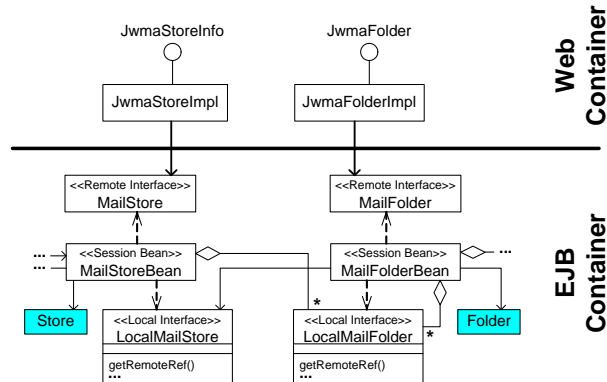 JwmaStoreInfo
JwmaFolder
JwmaStoreImpl
JwmaFolderImpl
Web
Container
<<Remote Interface>>
MailStore
<<Remote Interface>>
MailFolder
...
...
<<Session Bean>>
MailStoreBean
<<Session Bean>>
MailFolderBean
...
EJB
Container
Store
*
<<Local Interface>>
LocalMailStore
getRemoteRef()
...
<<Local Interface>>
LocalMailFolder
*
getRemoteRef()
...
Folder